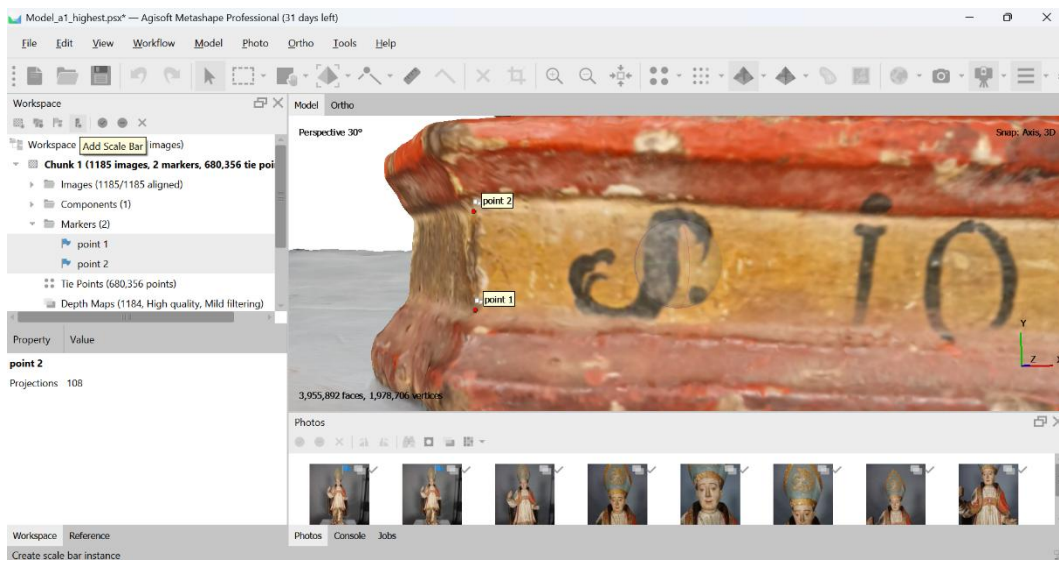 Model_a1_highest.psx* — Agisoft Metashape Professional (31 days left)
File Edit View Workflow Model Photo Ortho Tools Help
Workspace
Model Ortho
Perspective 30°
Snap: Axis, 3D
Workspace
Add Scale Bar
images)
Chunk 1 (1185 images, 2 markers, 680,356 tie poi
Images (1185/1185 aligned)
Components (1)
Markers (2)
point 1
point 2
Tie Points (680,356 points)
Depth Maps (1184, High quality, Mild filtering)
point 2
point 1
S. io
Y
Z
X
3,955,892 faces, 1,978,706 vertices
Property Value
point 2
Projections 108
Photos
Workspace Reference
Photos Console Jobs
Create scale bar instance